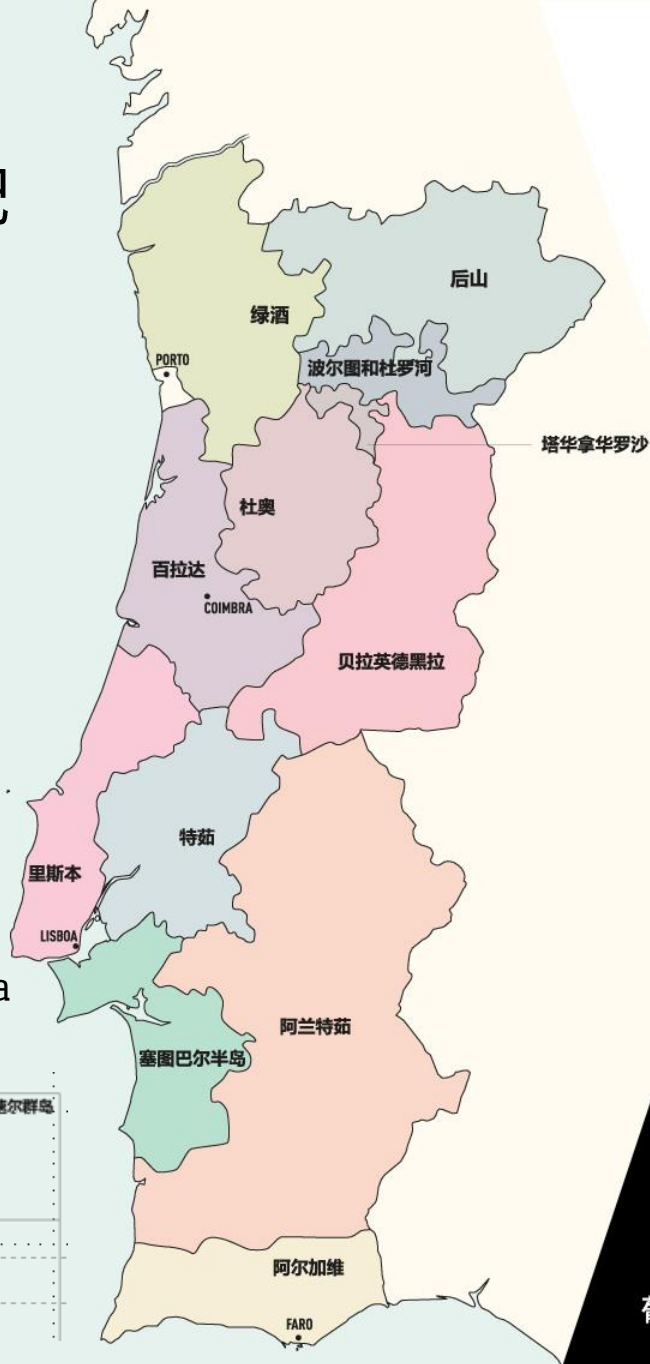 后山
绿酒
PORTO
波尔图和杜罗河
塔华拿华罗沙
杜奥
百拉达
COIMBRA
贝拉英德黑拉
特茹
里斯本
LISBOA
a
阿兰特茹
塞图巴尔半岛
尔群岛
阿尔加维
FARO